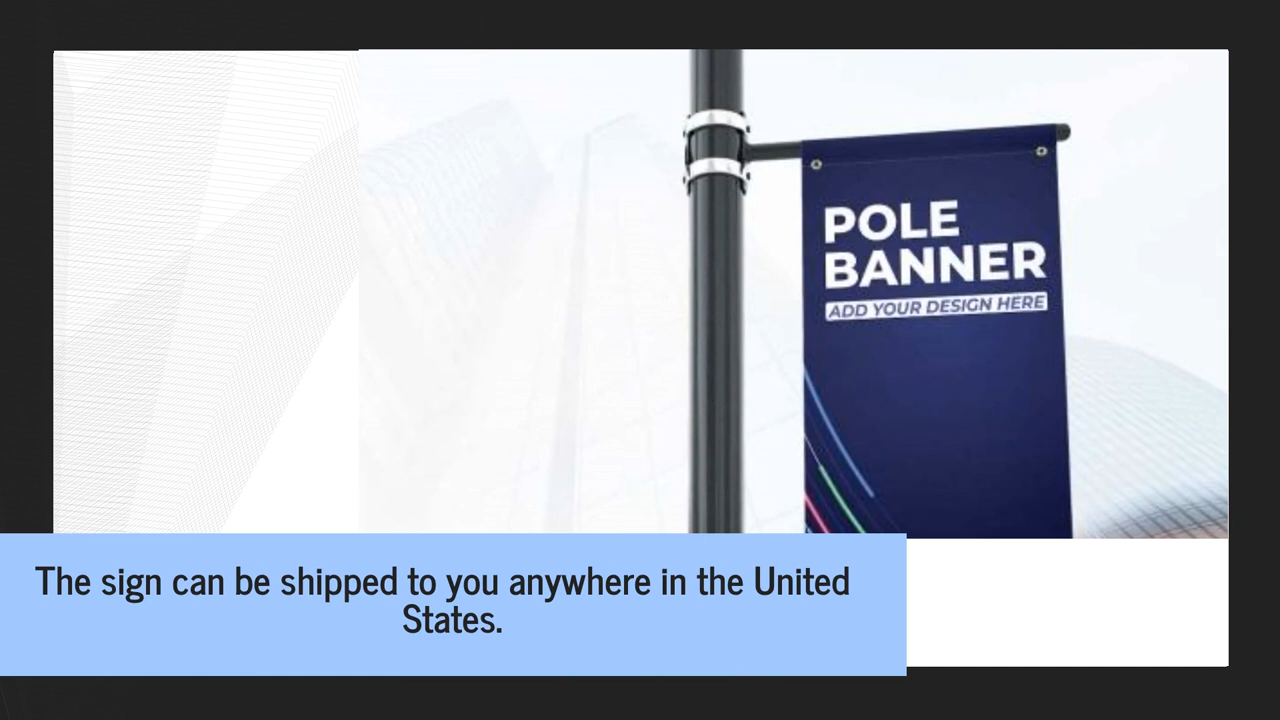 POLE
BANNER
ADD YOUR DESIGN HERE
The sign can be shipped to you anywhere in the United
States.